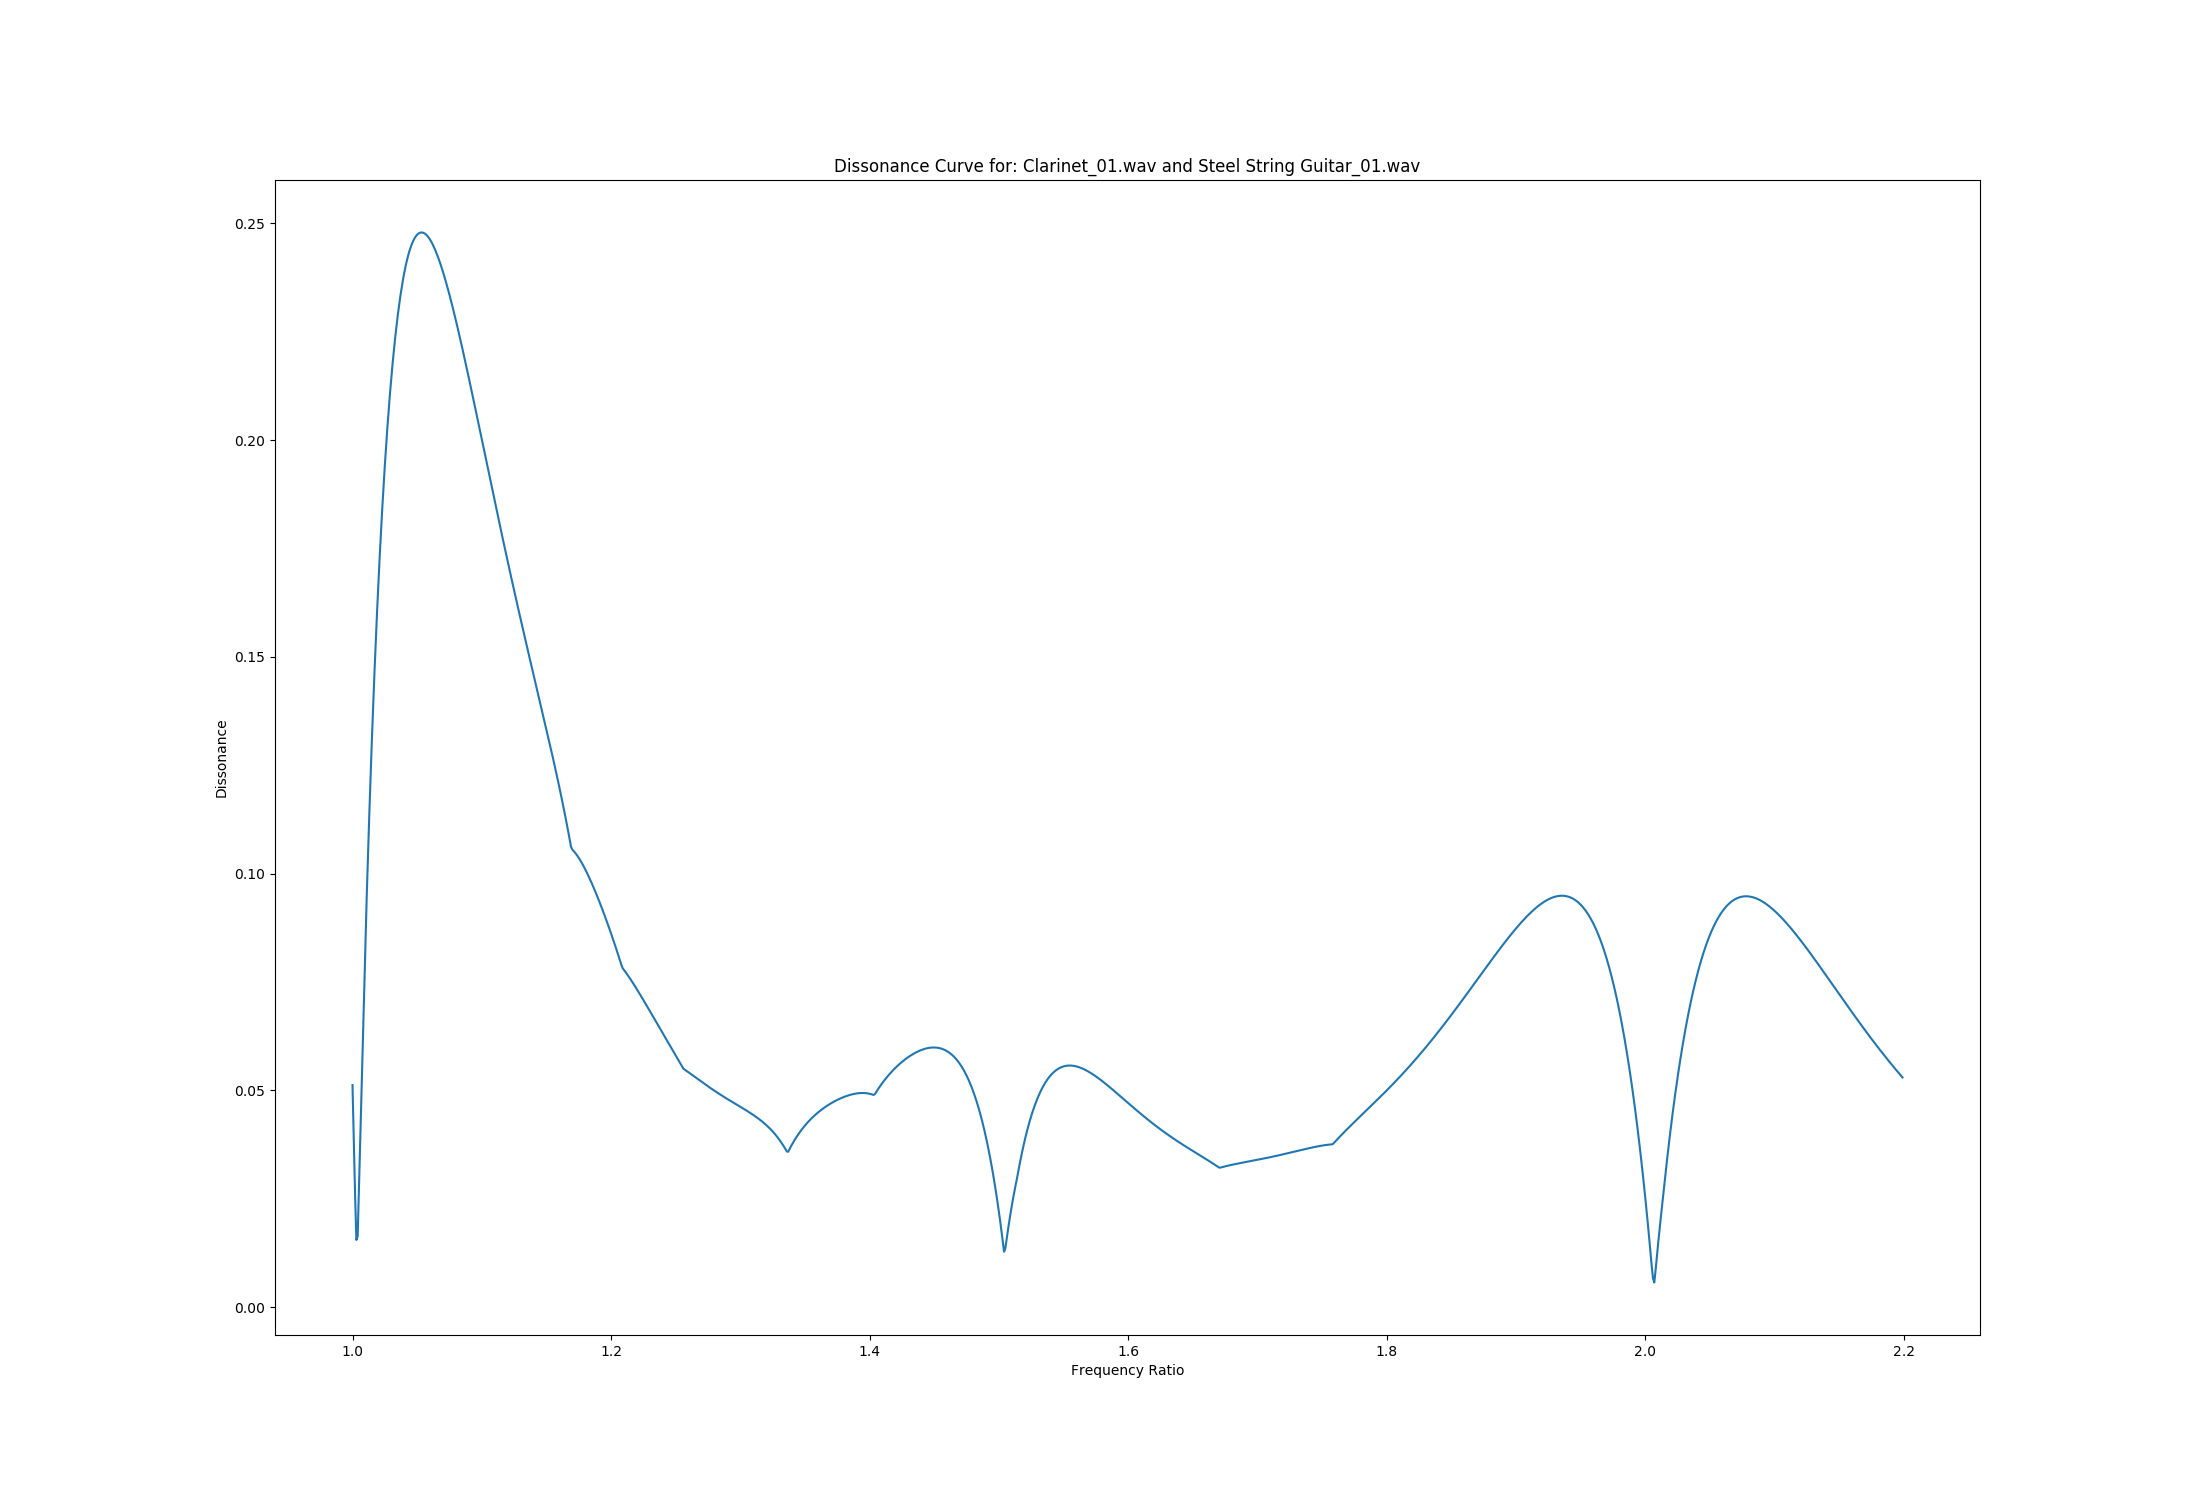 Dissonance Curve for: Clarinet_01.wav and Steel String Guitar_01.wav
0.25
0.20
0.15
0.10
0.05
0.00
Dissonance
1.0 1.2 1.4 1.6 1.8 2.0 2.2
Frequency Ratio